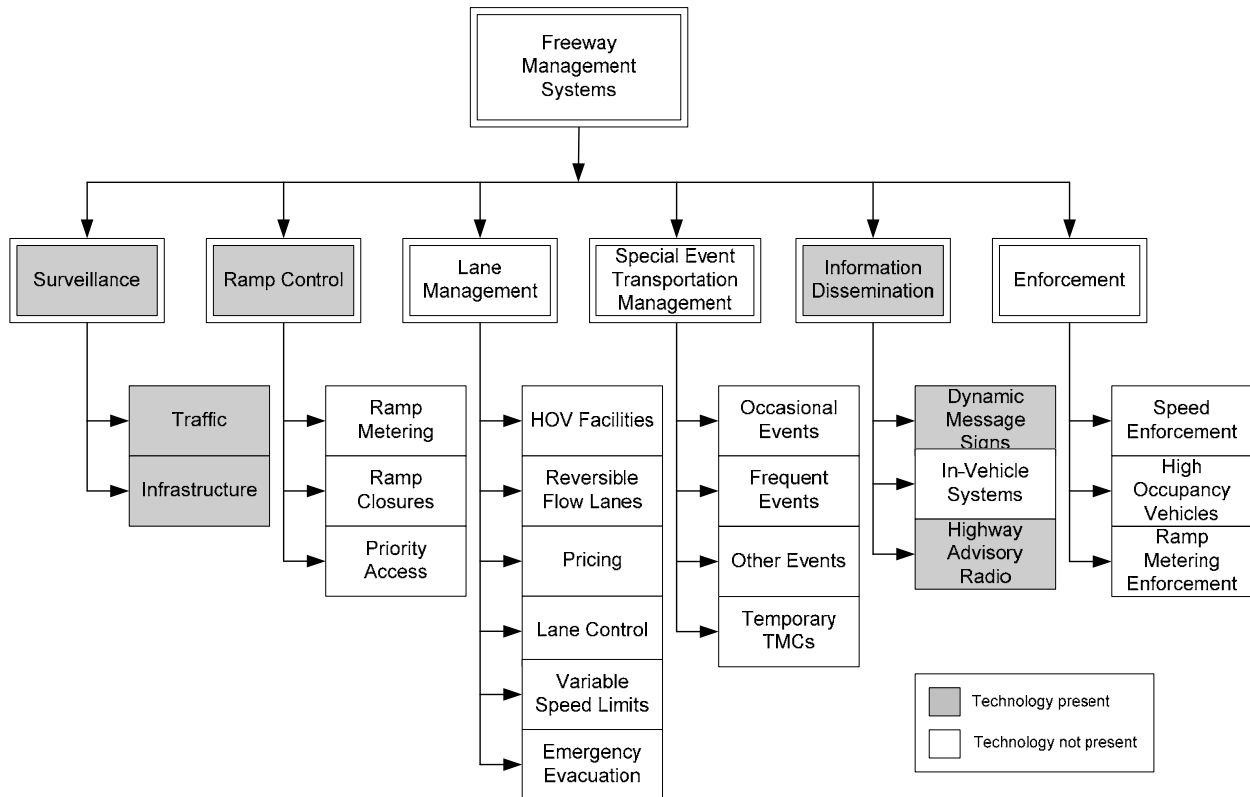 Freeway
Management
Systems
Surveillance
Ramp Control
Lane
Management
Special Event
Transportation
Management
Information
Dissemination
Enforcement
Traffic
Infrastructure
Ramp
Metering
Ramp
Closures
Priority
Access
HOV Facilities
Reversible
Flow Lanes
Pricing
Lane Control
Variable
Speed Limits
Emergency
Evacuation
Occasional
Events
Frequent
Events
Other Events
Temporary
TMCs
Dynamic
Message
Signs
In-Vehicle
Systems
Highway
Advisory
Radio
Speed
Enforcement
High
Occupancy
Vehicles
Ramp
Metering
Enforcement
Technology present
Technology not present